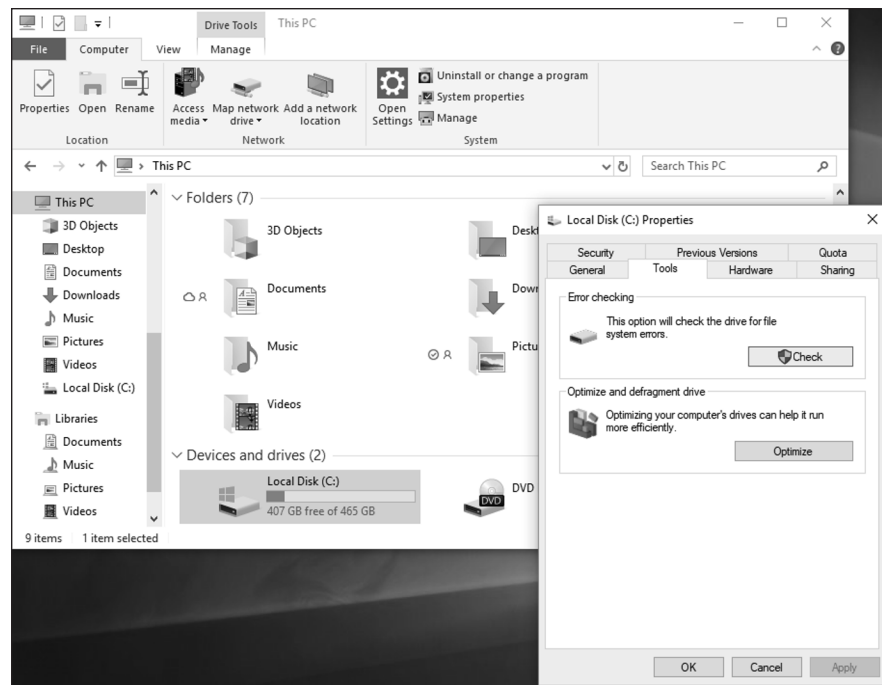 Drive Tools
This PC
File
Computer
View
Manage
Properties
Open
Rename
Access media
Map network drive
Add a network location
Open Settings
Uninstall or change a program
System properties
Manage
Location
Network
System
This PC
Search This PC
This PC
3D Objects
Desktop
Documents
Downloads
Music
Pictures
Videos
Local Disk (C:)
Libraries
Documents
Music
Pictures
Videos
Folders (7)
3D Objects
Documents
Music
Videos
Devices and drives (2)
Local Disk (C:)
407 GB free of 465 GB
DVD
DVD
9 items
1 item selected
Local Disk (C:) Properties
Security
Previous Versions
Quota
General
Tools
Hardware
Sharing
Error checking
This option will check the drive for file
system errors.
Check
Optimize and defragment drive
Optimizing your computer's drives can help it run
more efficiently.
Optimize
OK
Cancel
Apply